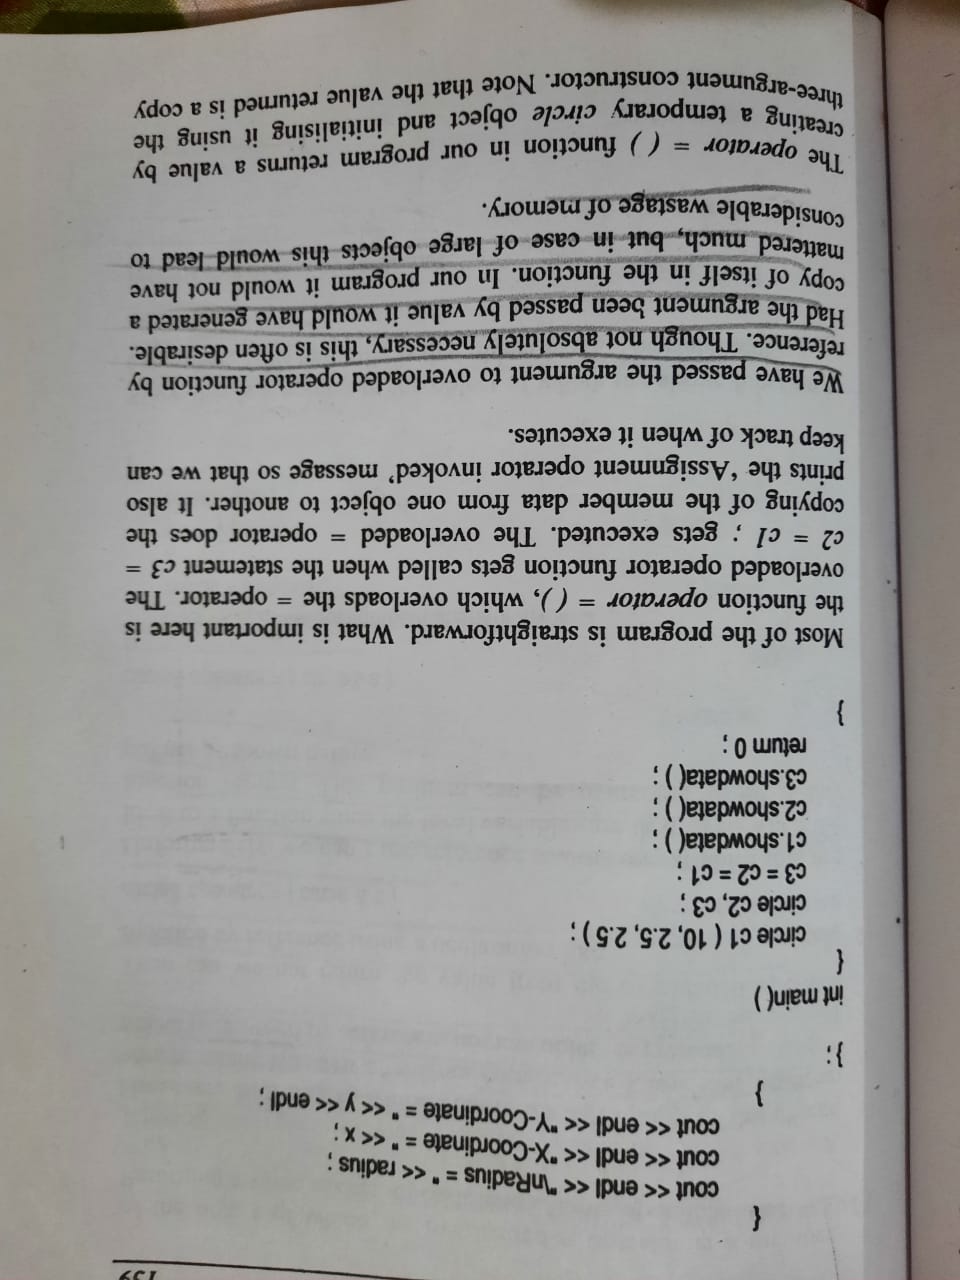 159
{
cout << endl << "\nRadius = " << radius ;
cout << endl << "X-Coordinate = " << x ;
cout << endl << "Y-Coordinate = " << y << endl ;
}
};
int main( )
{
circle c1 ( 10, 2.5, 2.5 ) ;
circle c2, c3 ;
c3 = c2 = c1 ;
c1.showdata( ) ;
c2.showdata( ) ;
c3.showdata( ) ;
return 0 ;
}
Most of the program is straightforward. What is important here is
the function operator = ( ), which overloads the = operator. The
overloaded operator function gets called when the statement c3 =
c2 = c1 ; gets executed. The overloaded = operator does the
copying of the member data from one object to another. It also
prints the ‘Assignment operator invoked’ message so that we can
keep track of when it executes.
We have passed the argument to overloaded operator function by
reference. Though not absolutely necessary, this is often desirable.
Had the argument been passed by value it would have generated a
copy of itself in the function. In our program it would not have
mattered much, but in case of large objects this would lead to
considerable wastage of memory.
The operator = ( ) function in our program returns a value by
creating a temporary circle object and initialising it using the
three-argument constructor. Note that the value returned is a copy